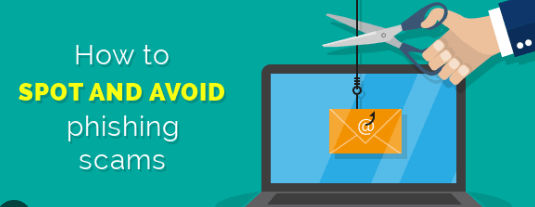 How to
SPOT AND AVOID
phishing
scams
@